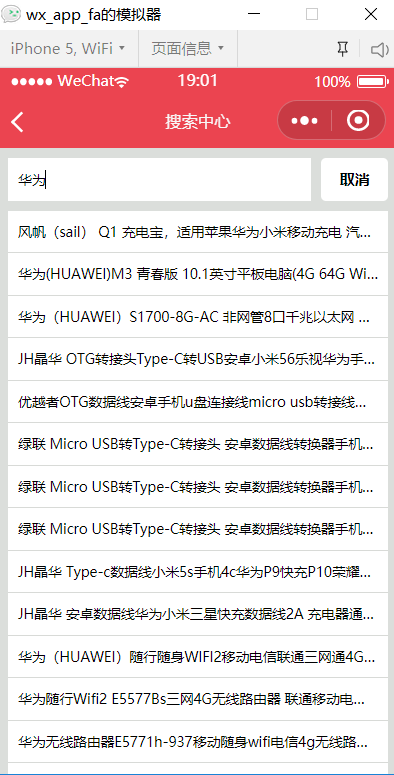 wx_app_fa的模拟器
iPhone 5, WiFi 页面信息
WeChat 19:01 100%
搜索中心
华为 取消
风帆（sail） Q1 充电宝，适用苹果华为小米移动充电 汽...
华为(HUAWEI)M3 青春版 10.1英寸平板电脑(4G 64G Wi...
华为（HUAWEI）S1700-8G-AC 非网管8口千兆以太网 ...
JH晶华 OTG转接头Type-C转USB安卓小米56乐视华为手...
优越者OTG数据线安卓手机u盘连接线micro usb转接线...
绿联 Micro USB转Type-C转接头 安卓数据线转换器手机...
绿联 Micro USB转Type-C转接头 安卓数据线转换器手机...
绿联 Micro USB转Type-C转接头 安卓数据线转换器手机...
JH晶华 Type-c数据线小米5s手机4c华为P9快充P10荣耀...
JH晶华 安卓数据线华为小米三星快充数据线2A 充电器通...
华为（HUAWEI）随行随身WIFI2移动电信联通三网通4G...
华为随行Wifi2 E5577Bs三网4G无线路由器 联通移动电...
华为无线路由器E5771h-937移动随身wifi电信4g无线路...